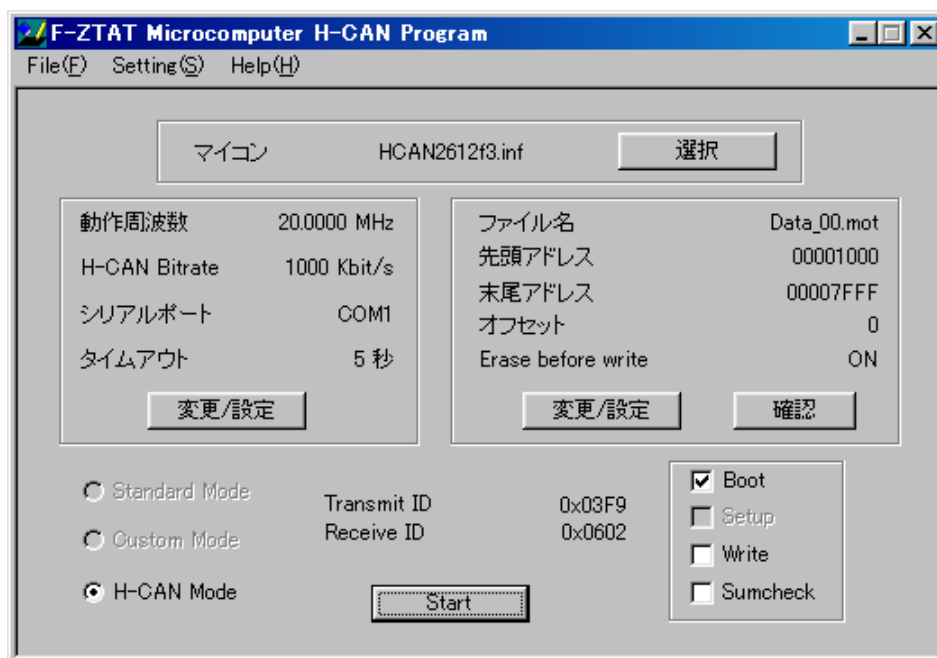 F-ZTAT Microcomputer H-CAN Program
File(F) Setting(S) Help(H)
マイコン HCAN2612f3.inf 選択
動作周波数 20.0000 MHz
H-CAN Bitrate 1000 Kbit/s
シリアルポート COM1
タイムアウト 5 秒
変更/設定
ファイル名 Data_00.mot
先頭アドレス 00001000
末尾アドレス 00007FFF
オフセット 0
Erase before write ON
変更/設定 確認
Standard Mode
Custom Mode
H-CAN Mode
Transmit ID 0x03F9
Receive ID 0x0602
Start
Boot
Setup
Write
Sumcheck